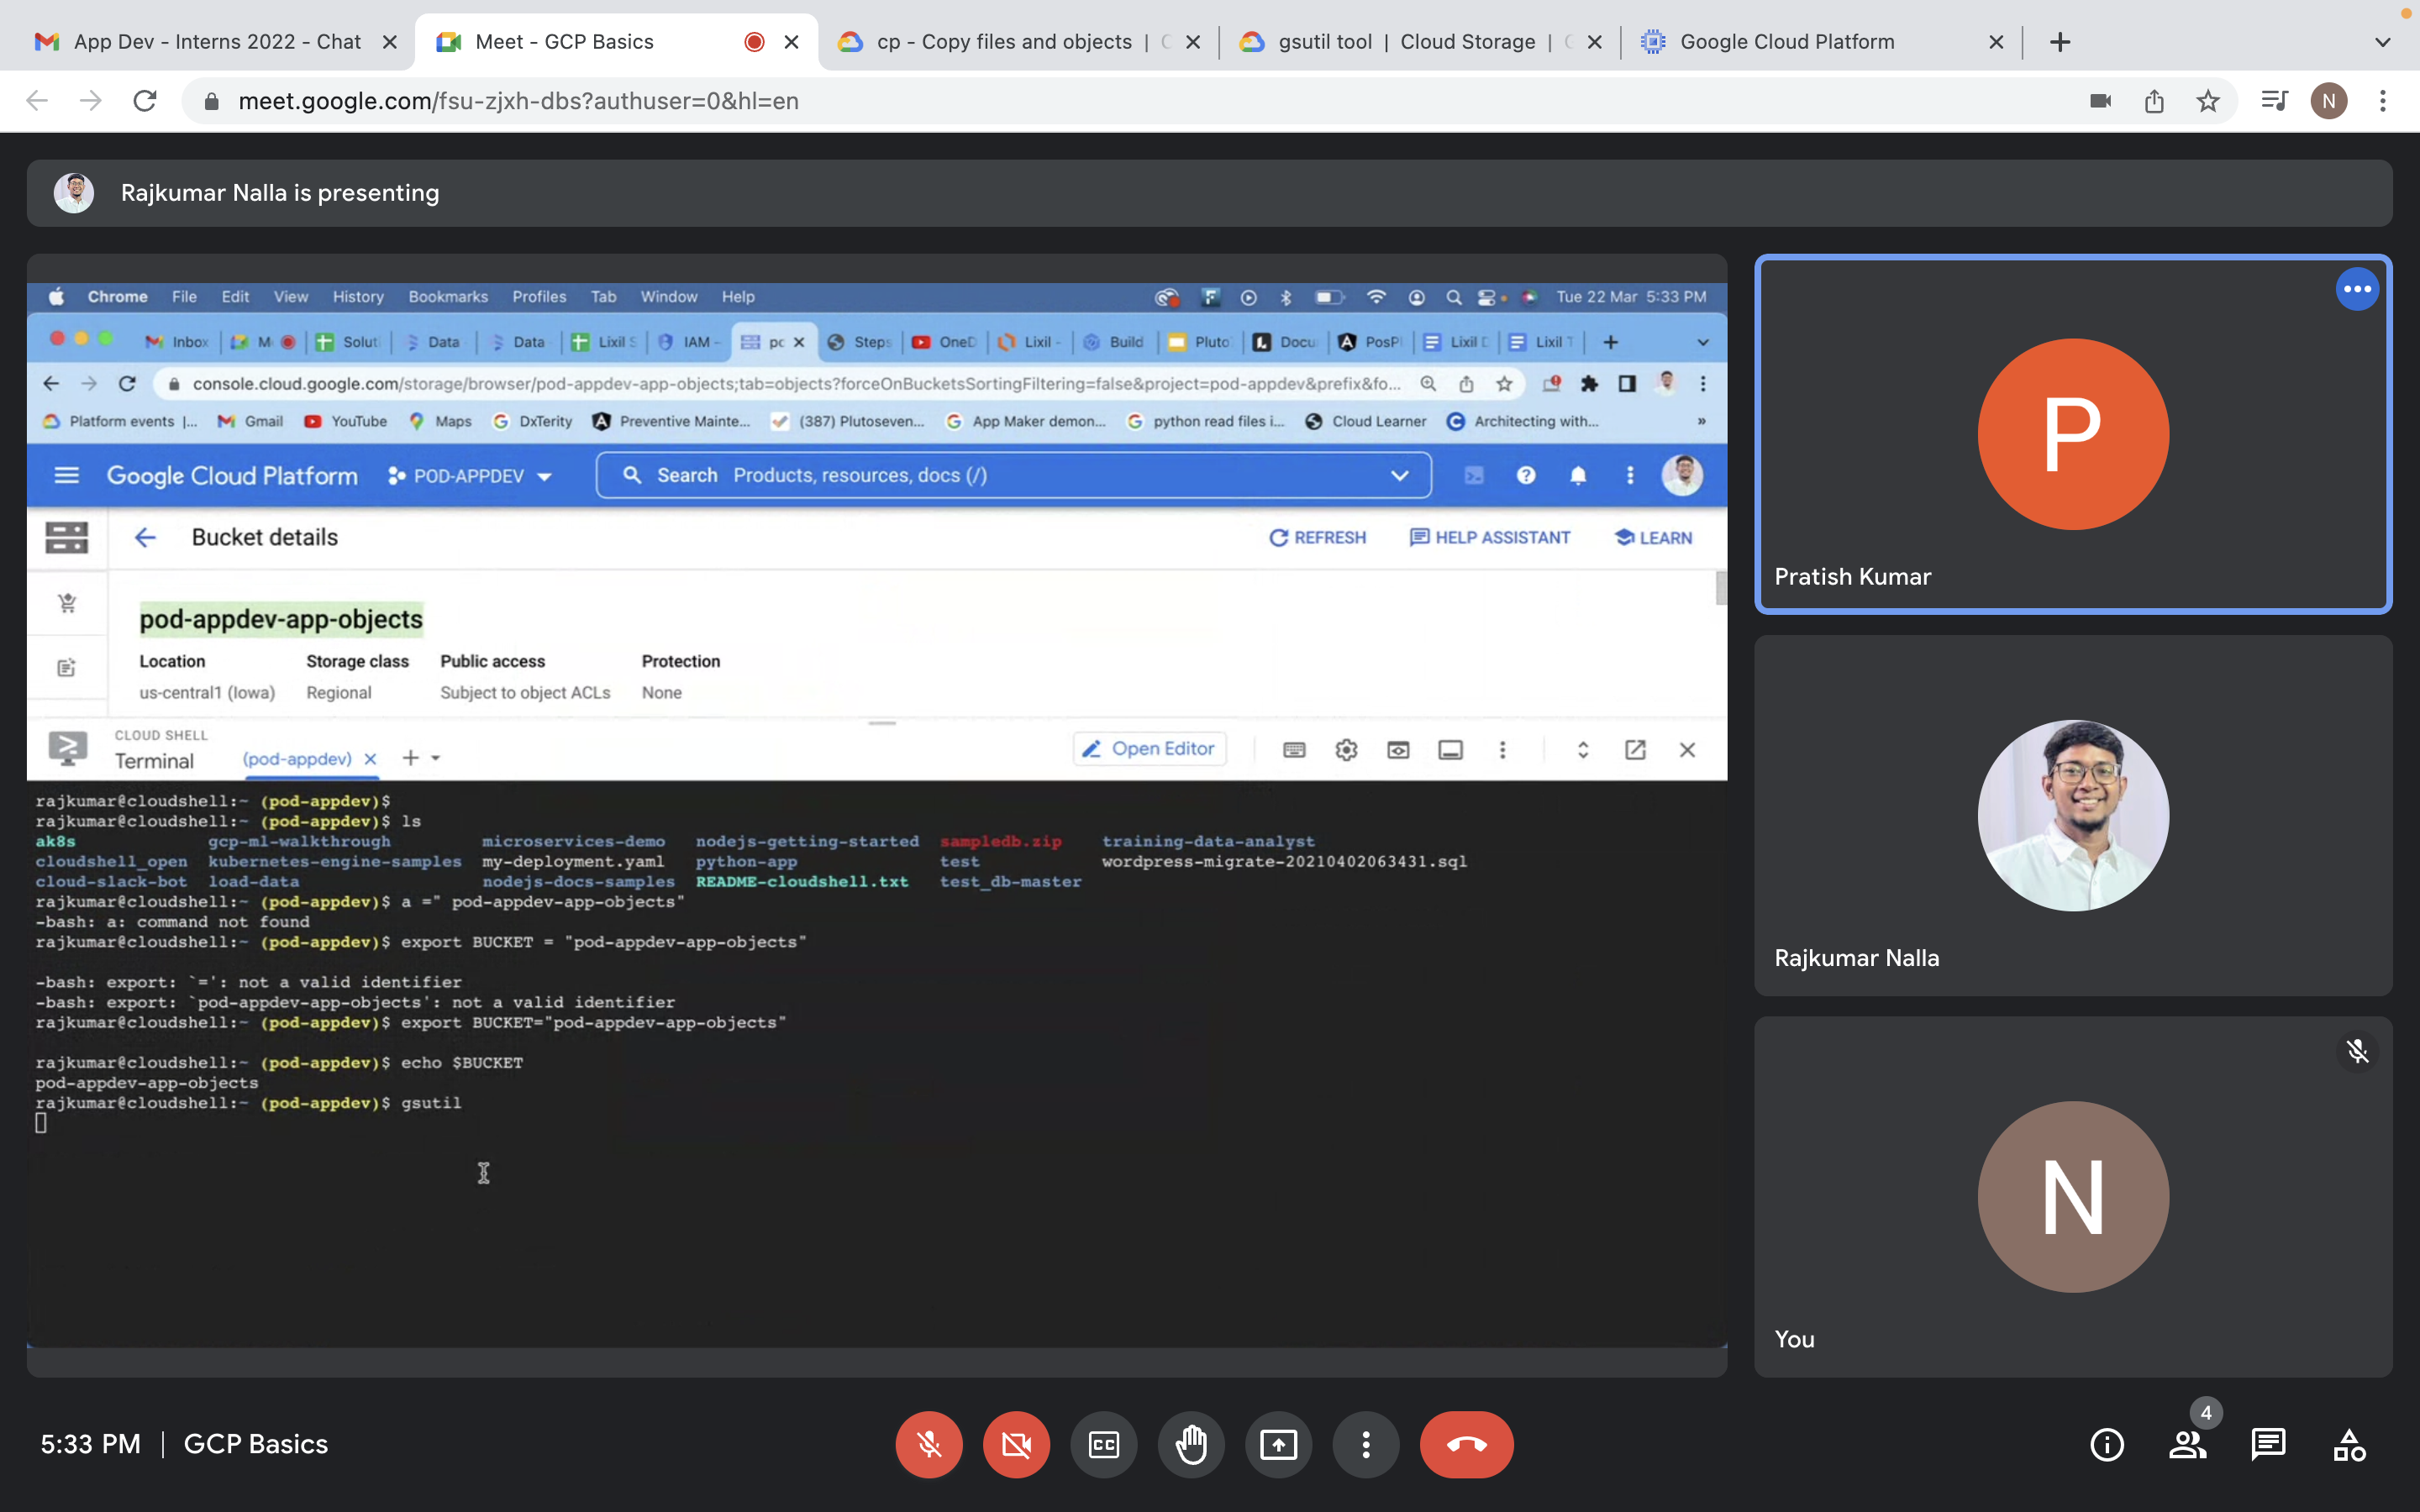 App Dev - Interns 2022 - Chat
Meet - GCP Basics
cp - Copy files and objects |
gsutil tool | Cloud Storage |
Google Cloud Platform
meet.google.com/fsu-zjxh-dbs?authuser=0&hl=en
N
Rajkumar Nalla is presenting
Chrome File Edit View History Bookmarks Profiles Tab Window Help Tue 22 Mar 5:33 PM
Inbox M Solut Data Data Lixil S IAM - pc Steps OneD Lixil - Build Pluto Docu PosPl Lixil D Lixil T
console.cloud.google.com/storage/browser/pod-appdev-app-objects;tab=objects?forceOnBucketsSortingFiltering=false&project=pod-appdev&prefix&fo...
Platform events |... Gmail YouTube Maps DxTerity Preventive Mainte... (387) Plutoseven... App Maker demon... python read files i... Cloud Learner Architecting with... »
Google Cloud Platform POD-APPDEV Search Products, resources, docs (/)
Bucket details REFRESH HELP ASSISTANT LEARN
pod-appdev-app-objects
Location Storage class Public access Protection
us-central1 (Iowa) Regional Subject to object ACLs None
CLOUD SHELL
Terminal (pod-appdev) Open Editor
rajkumar@cloudshell:~ (pod-appdev)$
rajkumar@cloudshell:~ (pod-appdev)$ ls
ak8s gcp-ml-walkthrough microservices-demo nodejs-getting-started sampledb.zip training-data-analyst
cloudshell_open kubernetes-engine-samples my-deployment.yaml python-app test wordpress-migrate-20210402063431.sql
cloud-slack-bot load-data nodejs-docs-samples README-cloudshell.txt test_db-master
rajkumar@cloudshell:~ (pod-appdev)$ a =" pod-appdev-app-objects"
-bash: a: command not found
rajkumar@cloudshell:~ (pod-appdev)$ export BUCKET = "pod-appdev-app-objects"
-bash: export: `=': not a valid identifier
-bash: export: `pod-appdev-app-objects': not a valid identifier
rajkumar@cloudshell:~ (pod-appdev)$ export BUCKET="pod-appdev-app-objects"
rajkumar@cloudshell:~ (pod-appdev)$ echo $BUCKET
pod-appdev-app-objects
rajkumar@cloudshell:~ (pod-appdev)$ gsutil
P
Pratish Kumar
Rajkumar Nalla
N
You
5:33 PM | GCP Basics
CC
4